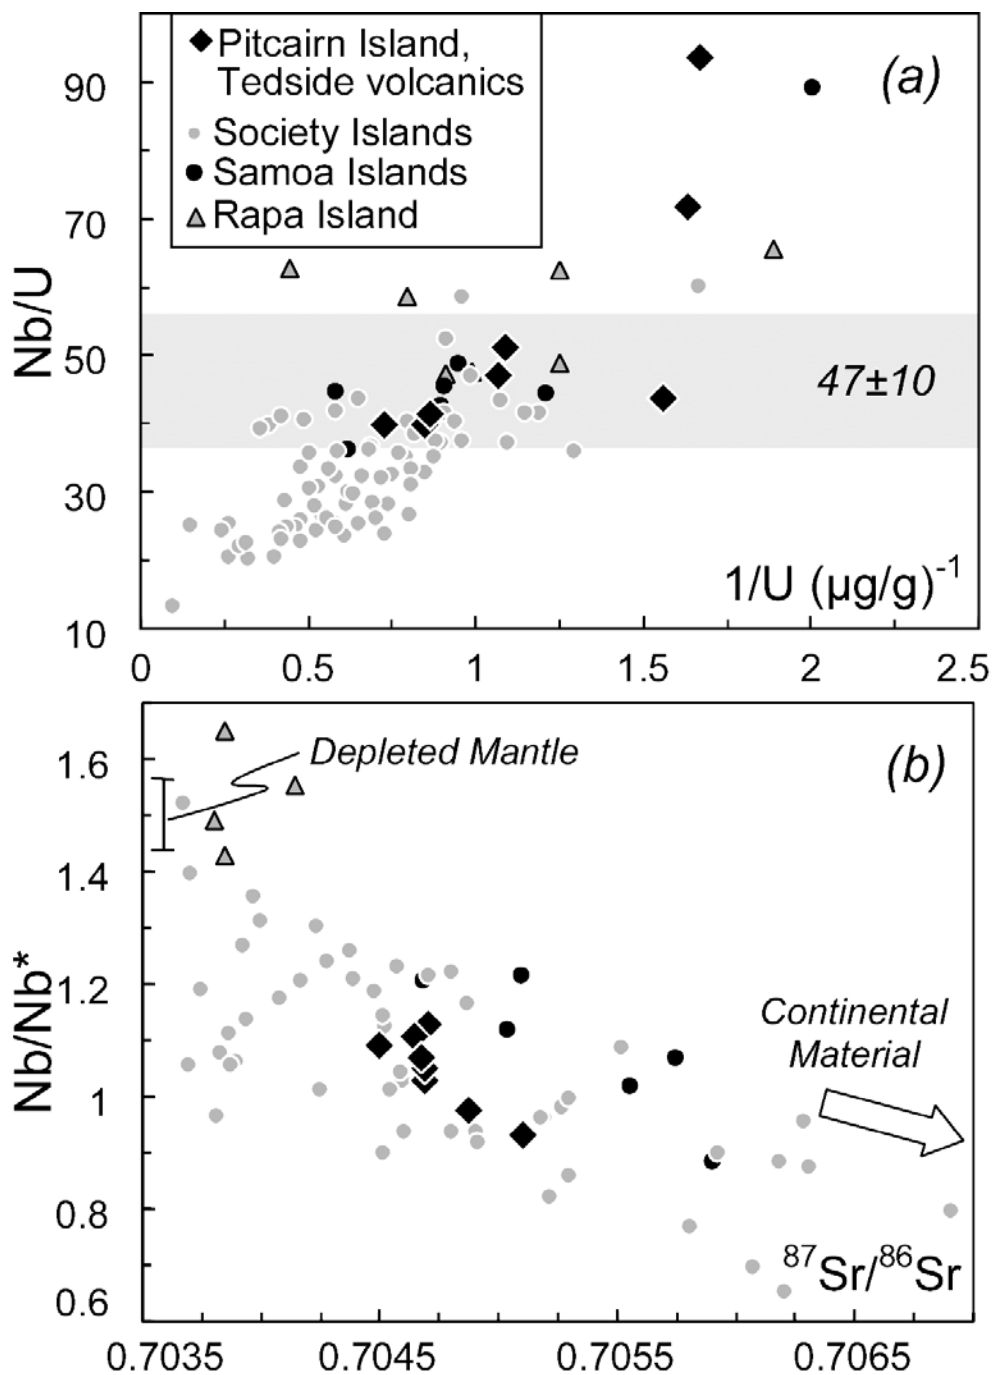 Pitcairn Island,
Tedside volcanics
Society Islands
Samoa Islands
Rapa Island
(a)
90
70
50
30
10
Nb/U
47±10
1/U (µg/g)⁻¹
0 0.5 1 1.5 2 2.5
Depleted Mantle
(b)
1.6
1.4
1.2
1
0.8
0.6
Nb/Nb*
Continental
Material
⁸⁷Sr/⁸⁶Sr
0.7035 0.7045 0.7055 0.7065